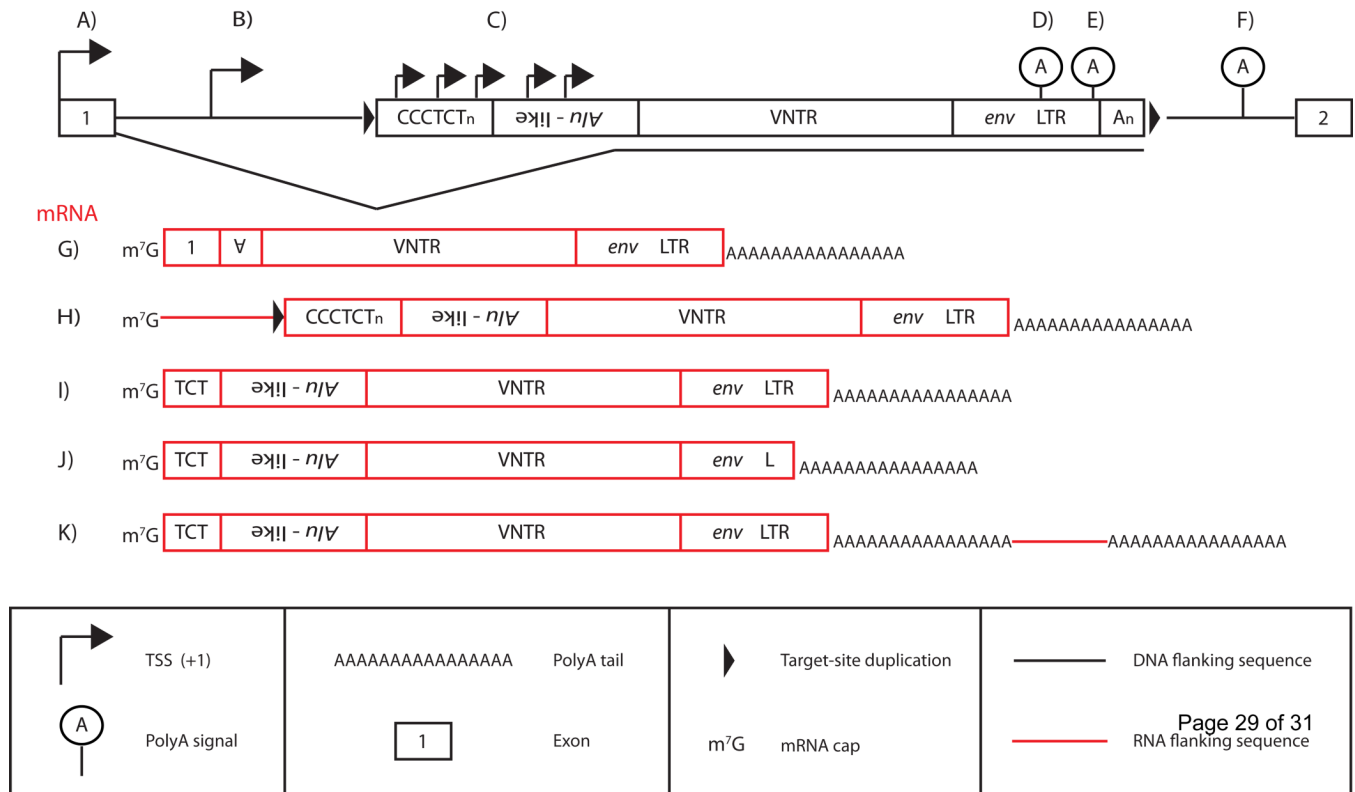 A) B) C) D) E) F)
A A A
1 CCCTCTn Alu - like VNTR env LTR An 2
mRNA
G) m⁷G 1 A VNTR env LTR AAAAAAAAAAAAAAAA
H) m⁷G CCCTCTn Alu - like VNTR env LTR AAAAAAAAAAAAAAAA
I) m⁷G TCT Alu - like VNTR env LTR AAAAAAAAAAAAAAAA
J) m⁷G TCT Alu - like VNTR env L AAAAAAAAAAAAAAAA
K) m⁷G TCT Alu - like VNTR env LTR AAAAAAAAAAAAAAAA AAAAAAAAAAAAAAAA
TSS (+1) AAAAAAAAAAAAAAAA PolyA tail Target-site duplication DNA flanking sequence
Page 29 of 31
A PolyA signal 1 Exon m⁷G mRNA cap RNA flanking sequence